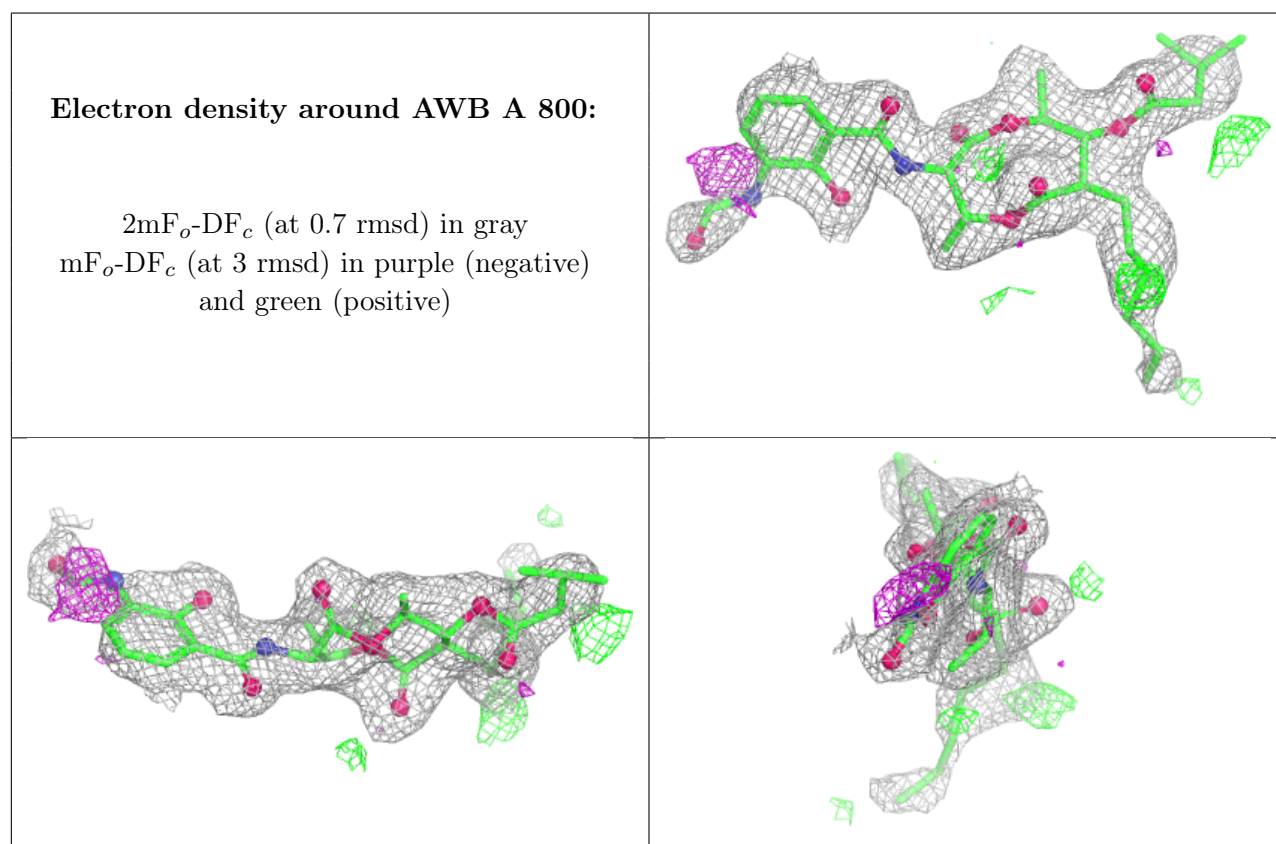 Electron density around AWB A 800:
2mFo-DFc (at 0.7 rmsd) in gray
mFo-DFc (at 3 rmsd) in purple (negative)
and green (positive)